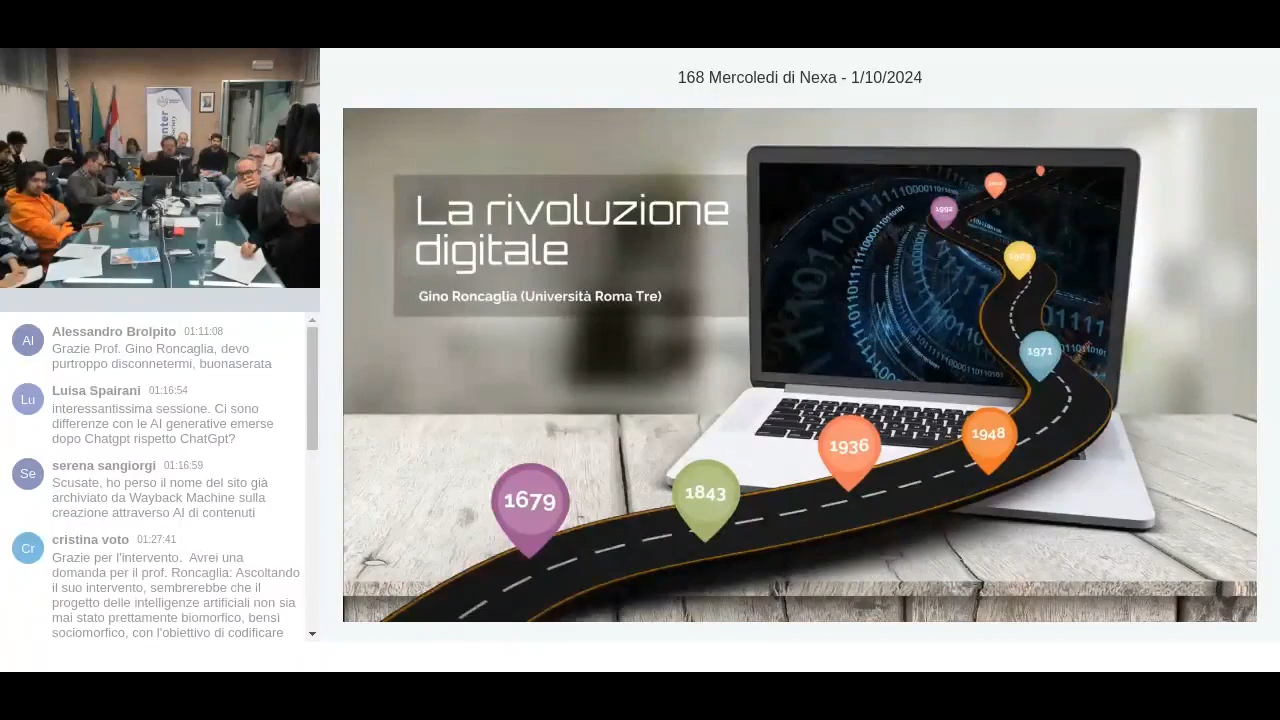 168 Mercoledi di Nexa - 1/10/2024
La rivoluzione
digitale
Gino Roncaglia (Università Roma Tre)
1679
1843
1936
1948
1971
1992
Al
Alessandro Brolpito 01:11:08
Grazie Prof. Gino Roncaglia, devo
purtroppo disconnetermi, buonaserata
Lu
Luisa Spairani 01:16:54
interessantissima sessione. Ci sono
differenze con le AI generative emerse
dopo Chatgpt rispetto ChatGpt?
Se
serena sangiorgi 01:16:59
Scusate, ho perso il nome del sito già
archiviato da Wayback Machine sulla
creazione attraverso AI di contenuti
Cr
cristina voto 01:27:41
Grazie per l'intervento. Avrei una
domanda per il prof. Roncaglia: Ascoltando
il suo intervento, sembrerebbe che il
progetto delle intelligenze artificiali non sia
mai stato prettamente biomorfico, bensì
sociomorfico, con l'obiettivo di codificare